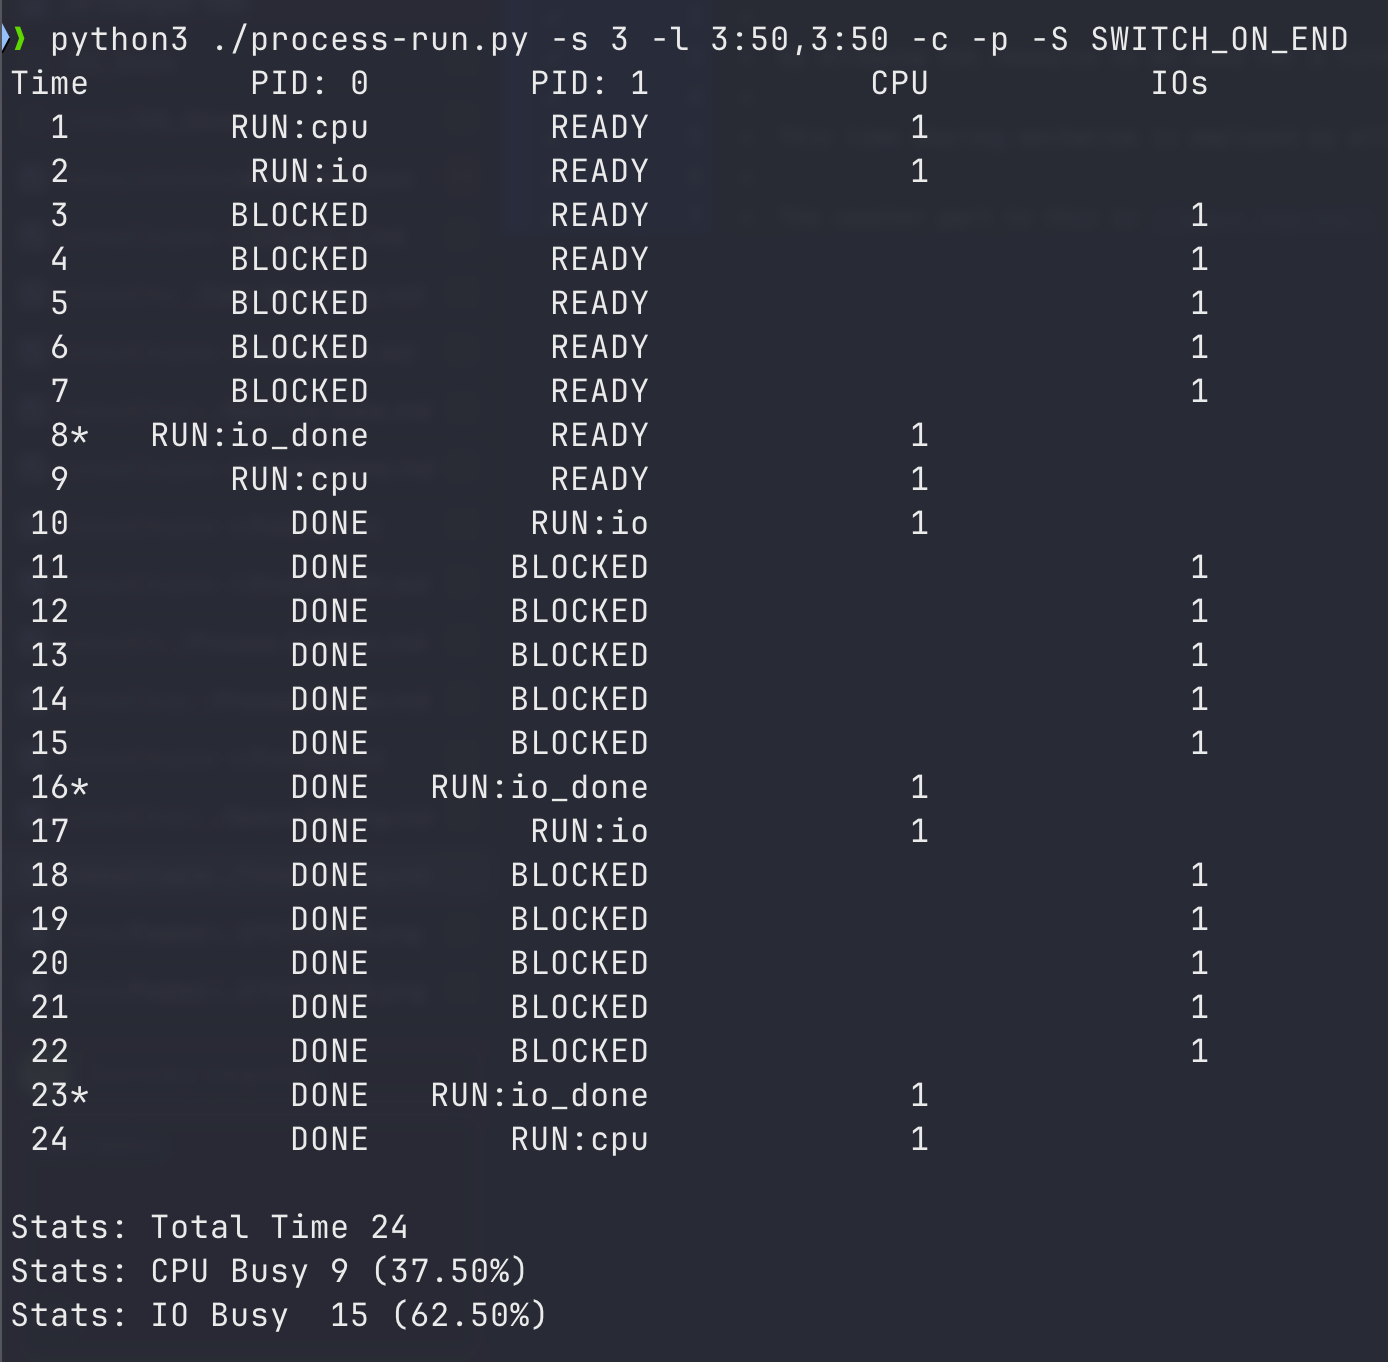 ❯ python3 ./process-run.py -s 3 -l 3:50,3:50 -c -p -S SWITCH_ON_END
Time        PID: 0        PID: 1           CPU           IOs
  1        RUN:cpu         READY             1
  2         RUN:io         READY             1
  3        BLOCKED         READY                           1
  4        BLOCKED         READY                           1
  5        BLOCKED         READY                           1
  6        BLOCKED         READY                           1
  7        BLOCKED         READY                           1
  8*   RUN:io_done         READY             1
  9        RUN:cpu         READY             1
 10           DONE        RUN:io             1
 11           DONE       BLOCKED                           1
 12           DONE       BLOCKED                           1
 13           DONE       BLOCKED                           1
 14           DONE       BLOCKED                           1
 15           DONE       BLOCKED                           1
 16*          DONE   RUN:io_done             1
 17           DONE        RUN:io             1
 18           DONE       BLOCKED                           1
 19           DONE       BLOCKED                           1
 20           DONE       BLOCKED                           1
 21           DONE       BLOCKED                           1
 22           DONE       BLOCKED                           1
 23*          DONE   RUN:io_done             1
 24           DONE       RUN:cpu             1

Stats: Total Time 24
Stats: CPU Busy 9 (37.50%)
Stats: IO Busy  15 (62.50%)